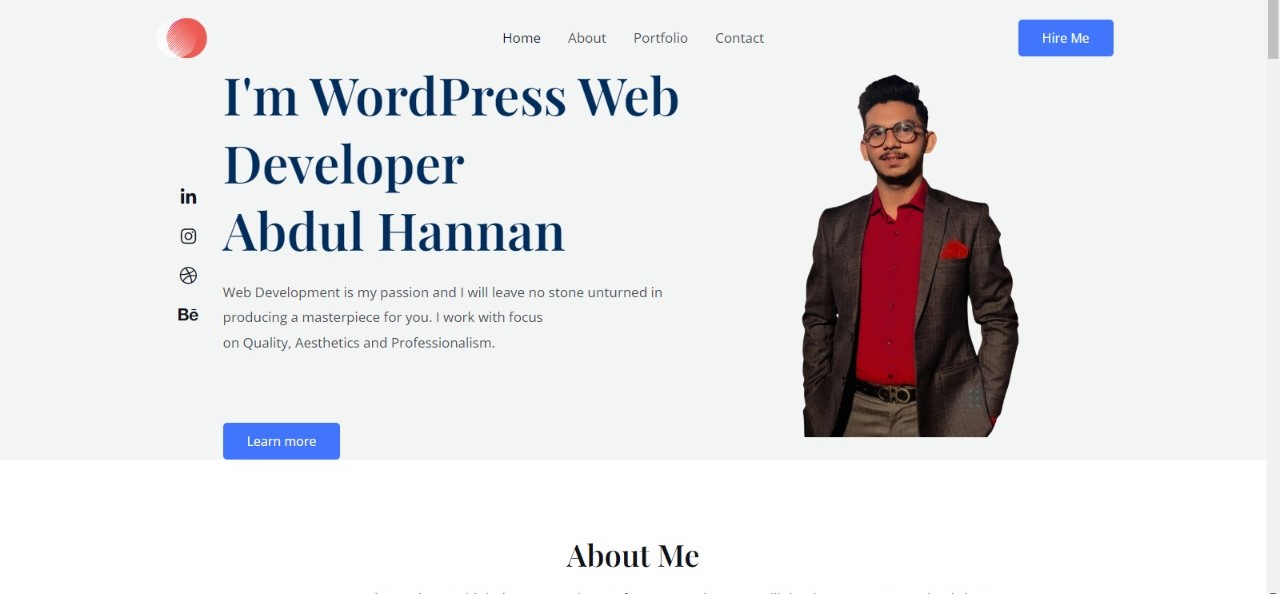 Home About Portfolio Contact Hire Me
I'm WordPress Web
Developer
Abdul Hannan
in
Bē
Web Development is my passion and I will leave no stone unturned in
producing a masterpiece for you. I work with focus
on Quality, Aesthetics and Professionalism.
Learn more
About Me